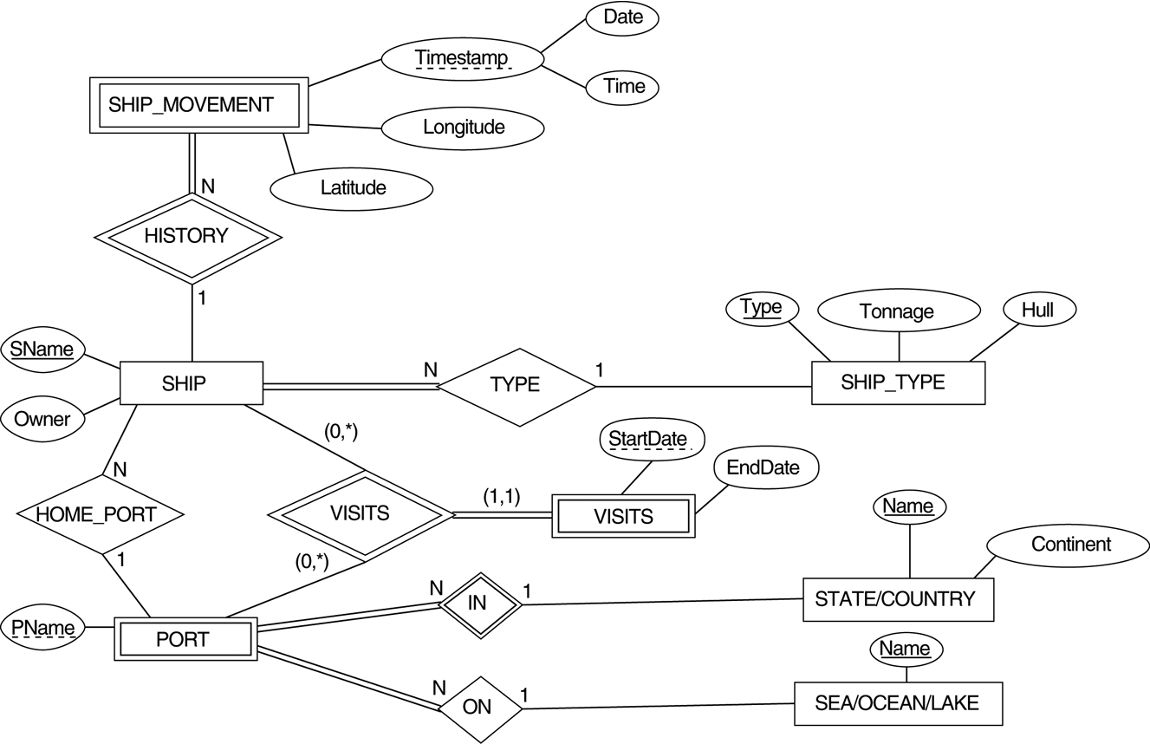 Date
Timestamp
Time
SHIP_MOVEMENT
Longitude
Latitude
N
HISTORY
1
Type
Tonnage
Hull
SName
SHIP
N
TYPE
1
SHIP_TYPE
Owner
(0,*)
StartDate
EndDate
N
HOME_PORT
VISITS
(1,1)
VISITS
Name
Continent
1
(0,*)
N
IN
1
STATE/COUNTRY
PName
PORT
Name
N
ON
1
SEA/OCEAN/LAKE